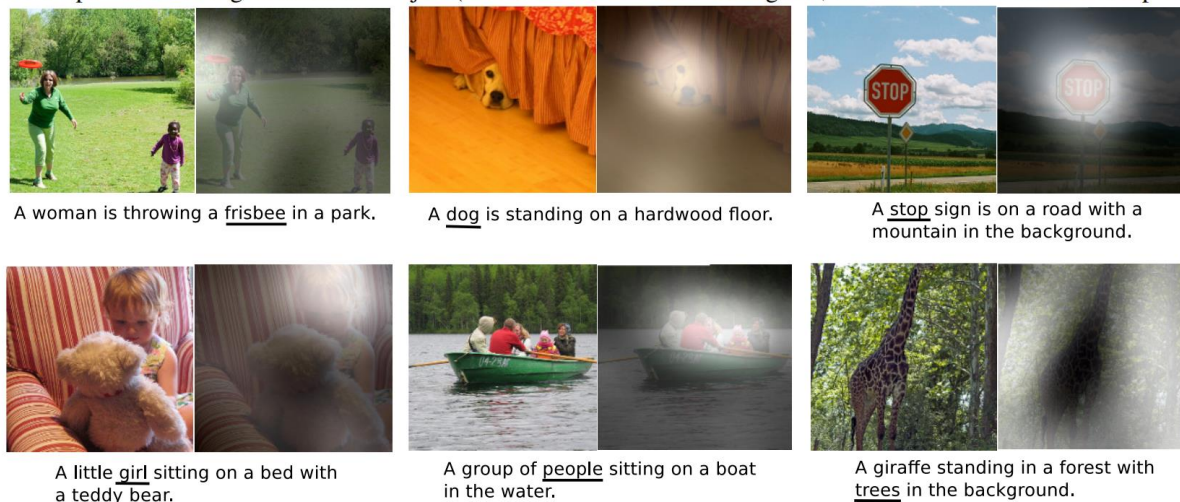 STOP
STOP
A woman is throwing a frisbee in a park.
A dog is standing on a hardwood floor.
A stop sign is on a road with a
mountain in the background.
A little girl sitting on a bed with
a teddy bear.
A group of people sitting on a boat
in the water.
A giraffe standing in a forest with
trees in the background.